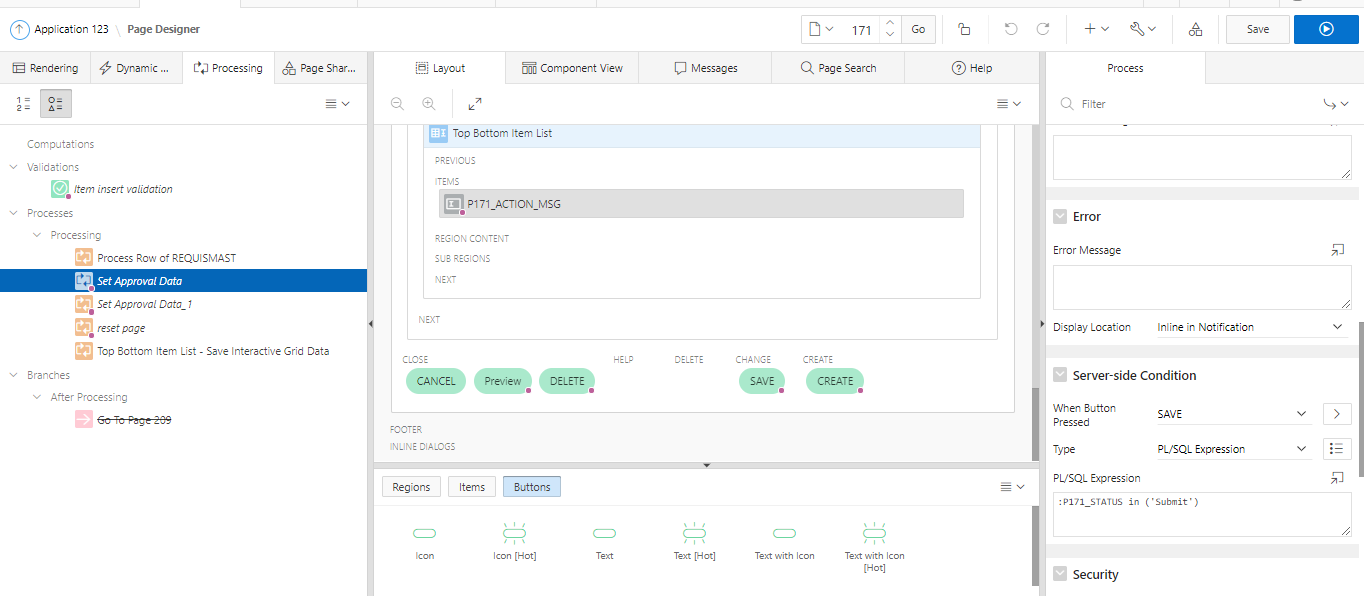 Application 123 \ Page Designer
171
Go
Save
Rendering
Dynamic ...
Processing
Page Shar...
Layout
Component View
Messages
Page Search
Help
Process
Filter
Computations
Validations
Item insert validation
Processes
Processing
Process Row of REQUISMAST
Set Approval Data
Set Approval Data_1
reset page
Top Bottom Item List - Save Interactive Grid Data
Branches
After Processing
Go To Page 209
Top Bottom Item List
PREVIOUS
ITEMS
P171_ACTION_MSG
REGION CONTENT
SUB REGIONS
NEXT
NEXT
CLOSE
HELP
DELETE
CHANGE
CREATE
CANCEL
Preview
DELETE
SAVE
CREATE
FOOTER
INLINE DIALOGS
Regions
Items
Buttons
Icon
Icon [Hot]
Text
Text [Hot]
Text with Icon
Text with Icon
[Hot]
Error
Error Message
Display Location
Inline in Notification
Server-side Condition
When Button
Pressed
SAVE
Type
PL/SQL Expression
PL/SQL Expression
:P171_STATUS in ('Submit')
Security